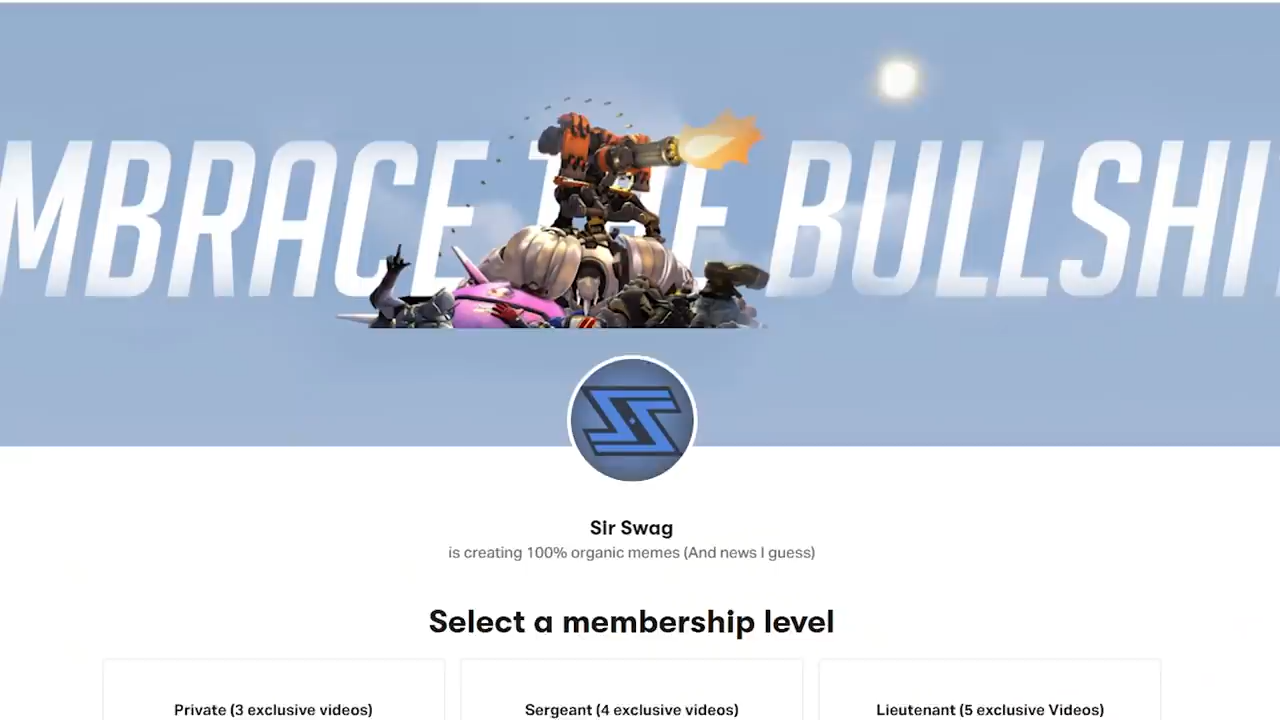 MBRACE THE BULLSHI
Sir Swag
is creating 100% organic memes (And news I guess)
Select a membership level
Private (3 exclusive videos)
Sergeant (4 exclusive videos)
Lieutenant (5 exclusive Videos)